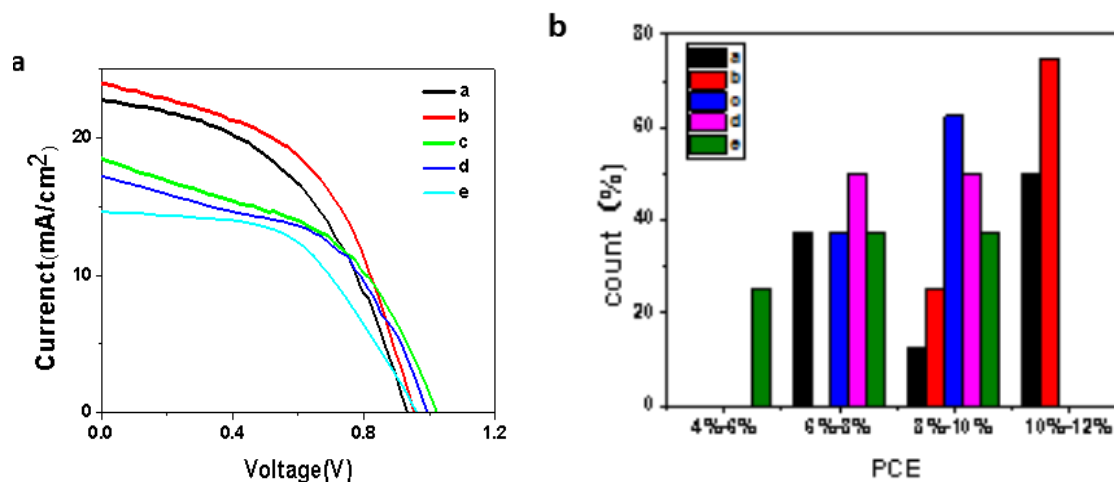 a
Currenct(mA/cm²)
20
10
0
0.0 0.4 0.8 1.2
Voltage(V)
a
b
c
d
e
b
count (%)
80
60
40
20
0
4%-6% 6%-8% 8%-10% 10%-12%
PCE
a
b
c
d
e